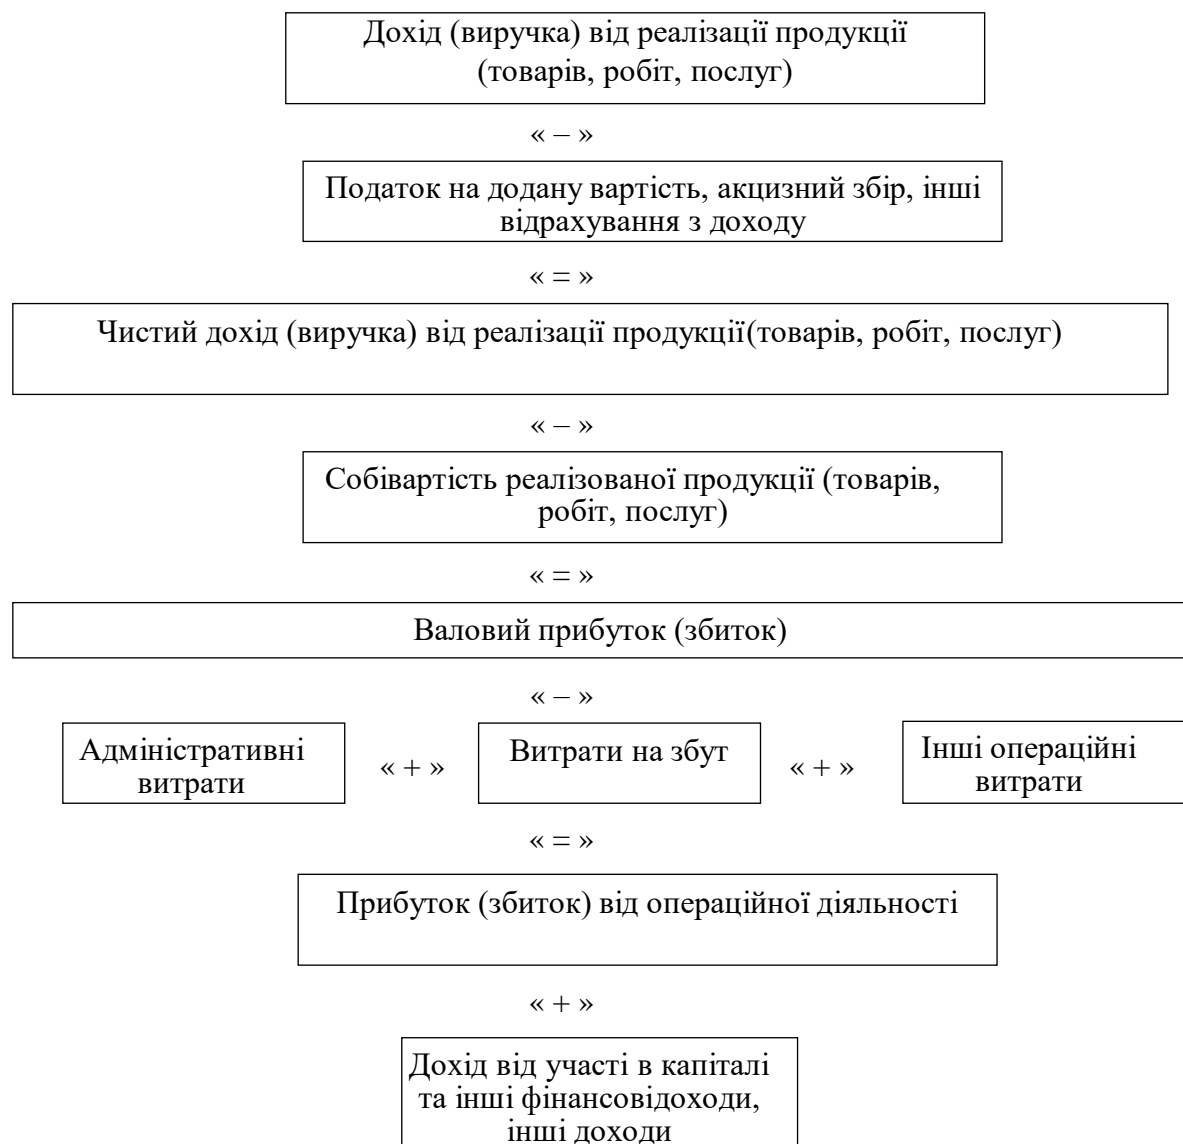 Дохід (виручка) від реалізації продукції
(товарів, робіт, послуг)
« – »
Податок на додану вартість, акцизний збір, інші
відрахування з доходу
« = »
Чистий дохід (виручка) від реалізації продукції(товарів, робіт, послуг)
« – »
Собівартість реалізованої продукції (товарів,
робіт, послуг)
« = »
Валовий прибуток (збиток)
« – »
Адміністративні
витрати
« + »
Витрати на збут
« + »
Інші операційні
витрати
« = »
Прибуток (збиток) від операційної діяльності
« + »
Дохід від участі в капіталі
та інші фінансовідоходи,
інші доходи